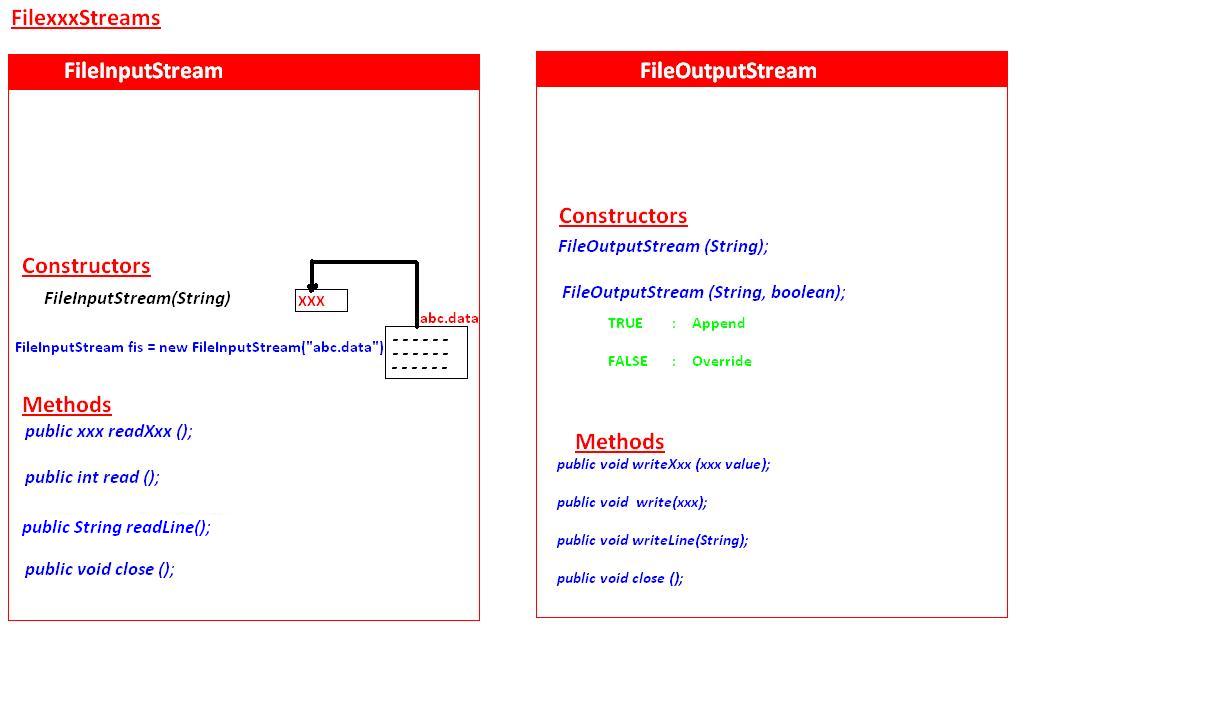 FilexxxStreams
FileInputStream
Constructors
FileInputStream(String)
xxx
abc.data
FileInputStream fis = new FileInputStream("abc.data")
Methods
public xxx readXxx ();
public int read ();
public String readLine();
public void close ();
FileOutputStream
Constructors
FileOutputStream (String);
FileOutputStream (String, boolean);
TRUE : Append
FALSE : Override
Methods
public void writeXxx (xxx value);
public void write(xxx);
public void writeLine(String);
public void close ();